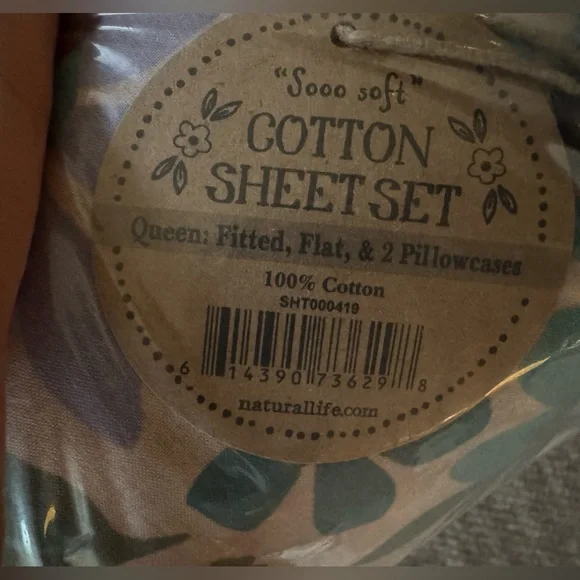 "Sooo soft"
COTTON
SHEET SET
Queen: Fitted, Flat, & 2 Pillowcases
100% Cotton
SHT000419
6 14390 73629 8
naturallife.com